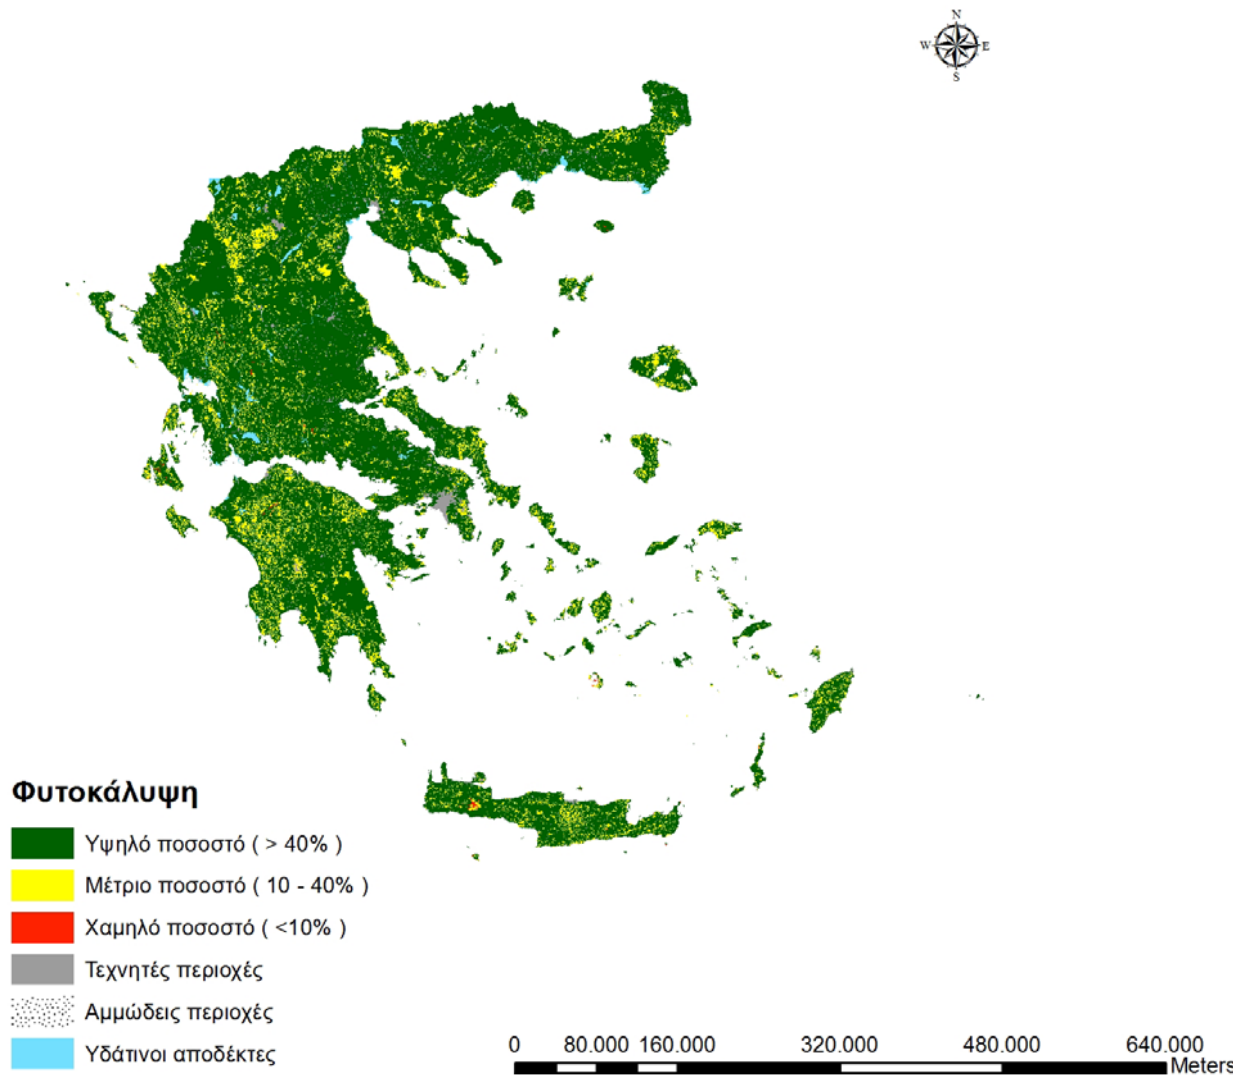 N
W E
S
Φυτοκάλυψη
Υψηλό ποσοστό ( > 40% )
Μέτριο ποσοστό ( 10 - 40% )
Χαμηλό ποσοστό ( <10% )
Τεχνητές περιοχές
Αμμώδεις περιοχές
Υδάτινοι αποδέκτες
0 80.000 160.000 320.000 480.000 640.000
Meters